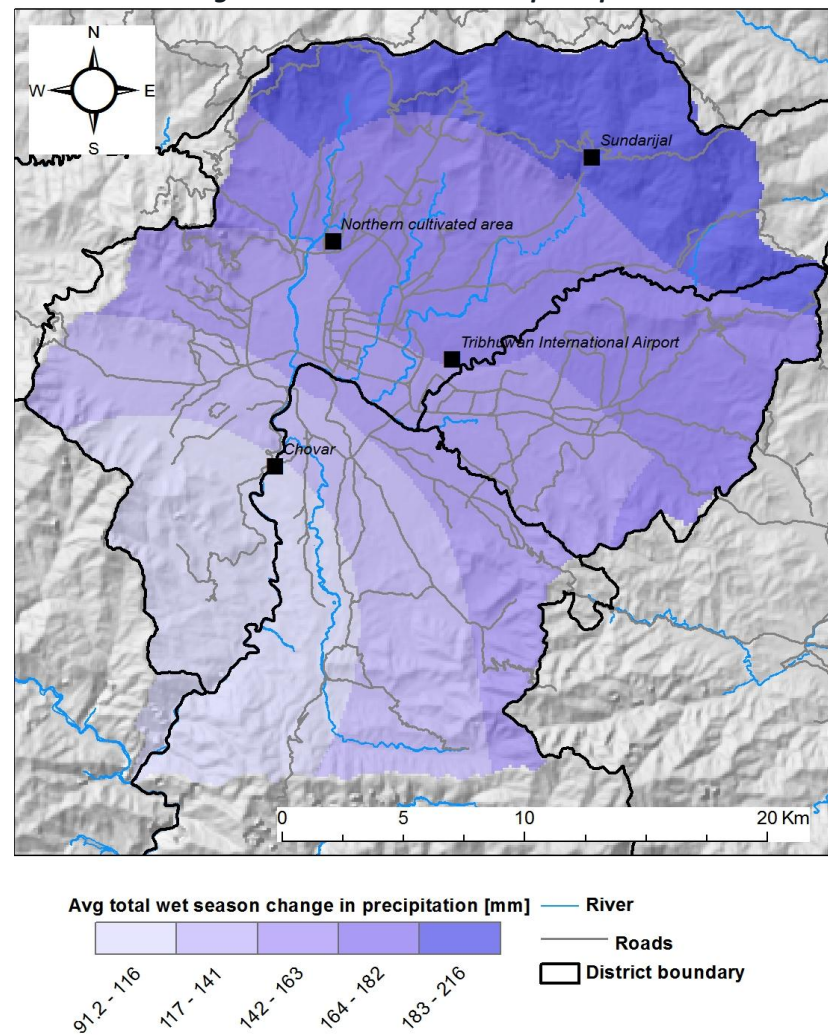 N
W E
S
Sundarijal
Northern cultivated area
Tribhuwan International Airport
Chovar
0 5 10 20 Km
Avg total wet season change in precipitation [mm]
River
Roads
District boundary
91.2 - 116
117 - 141
142 - 163
164 - 182
183 - 216